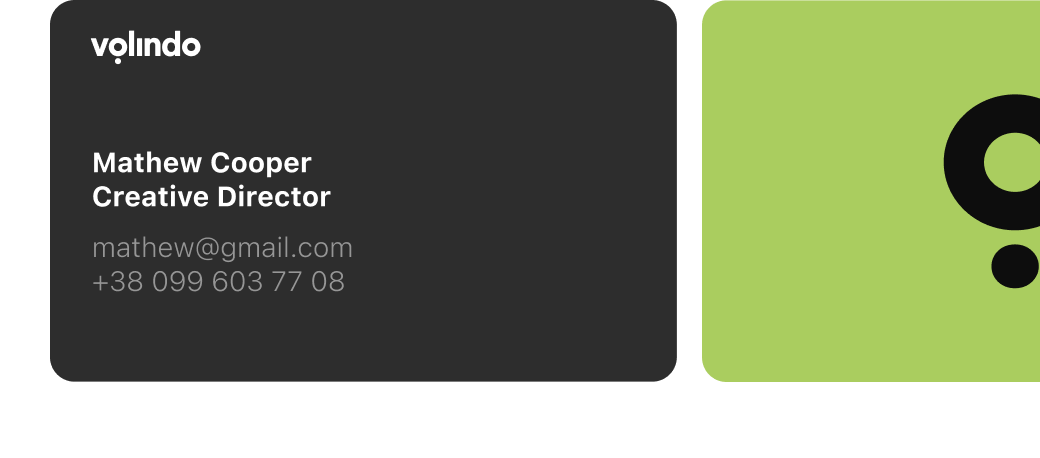 volindo
Mathew Cooper
Creative Director
mathew@gmail.com
+38 099 603 77 08